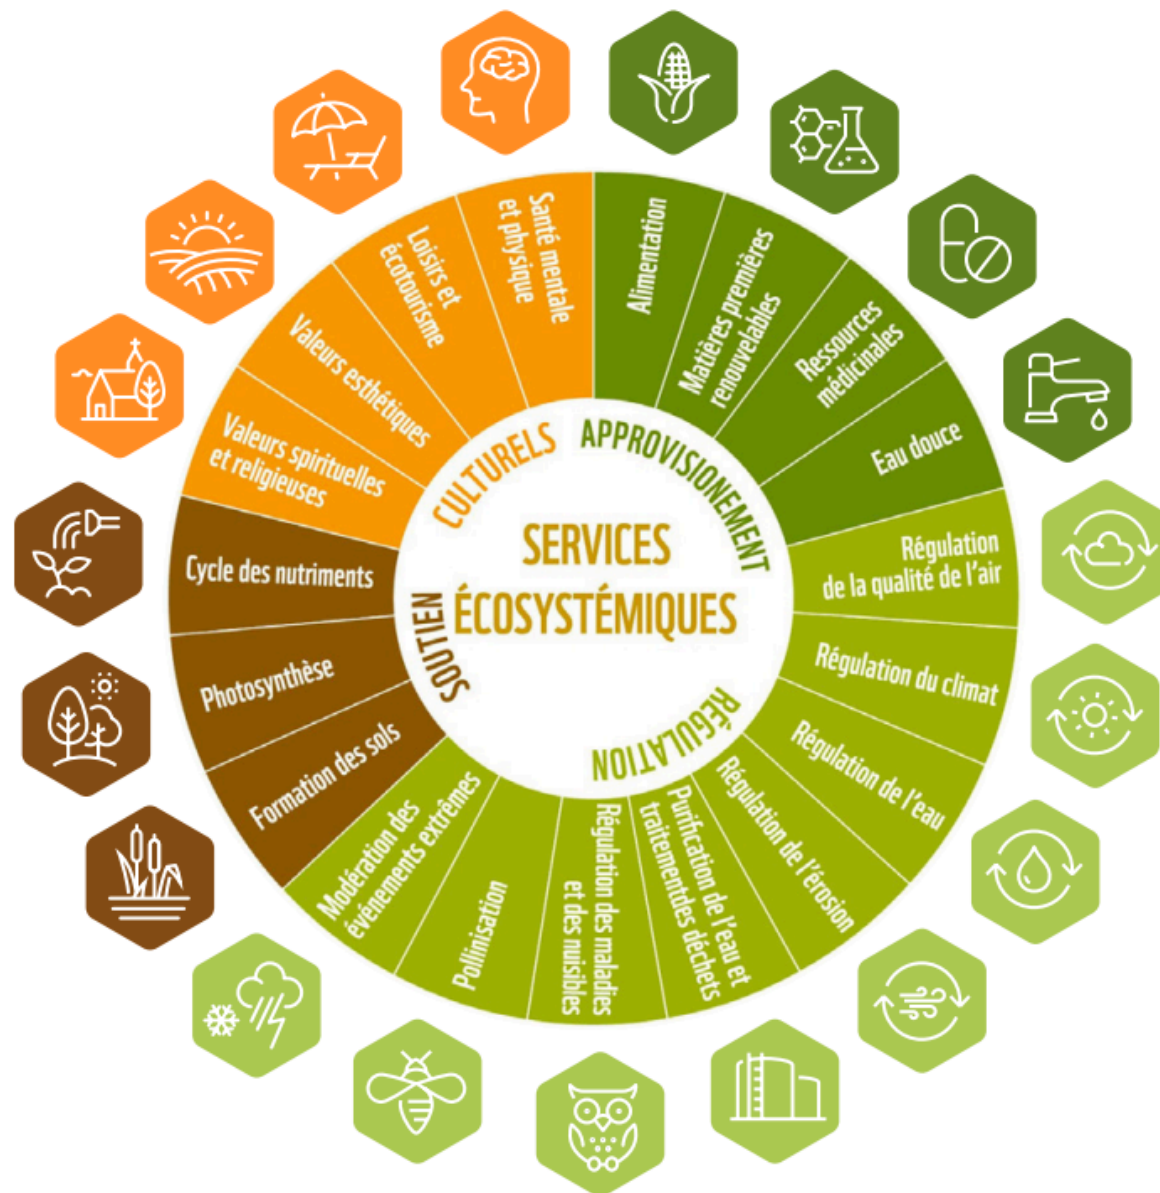 SERVICES
ÉCOSYSTÉMIQUES
APPROVISIONEMENT
Alimentation
Matières premières
renouvelables
Ressources
médicinales
Eau douce
RÉGULATION
Régulation
de la qualité de l'air
Régulation du climat
Régulation de l'eau
Régulation de l'érosion
Purification de l'eau et
traitementdes déchets
Régulation des maladies
et des nuisibles
Pollinisation
Modération des
événements extrêmes
SOUTIEN
Formation des sols
Photosynthèse
Cycle des nutriments
CULTURELS
Valeurs spirituelles
et religieuses
Valeurs esthétiques
Loisirs et
écotourisme
Santé mentale
et physique